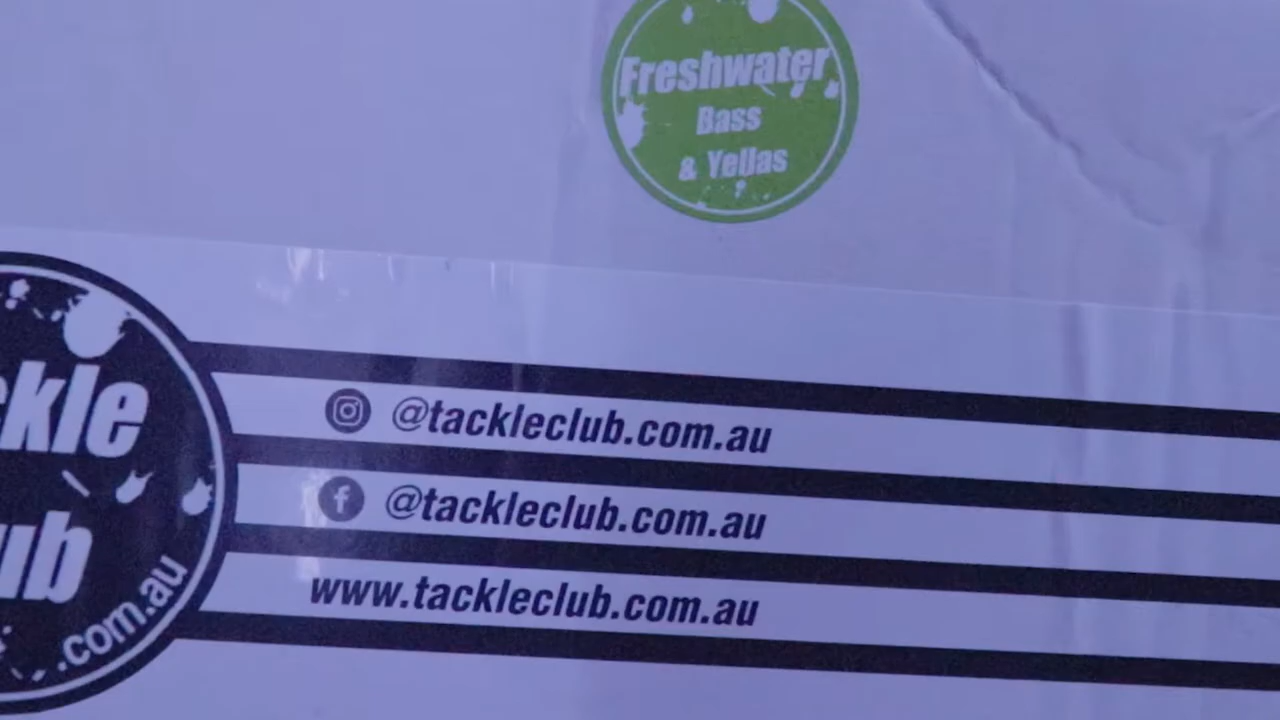 Freshwater
Bass
& Yellas
ckle
ub
.com.au
@tackleclub.com.au
@tackleclub.com.au
www.tackleclub.com.au